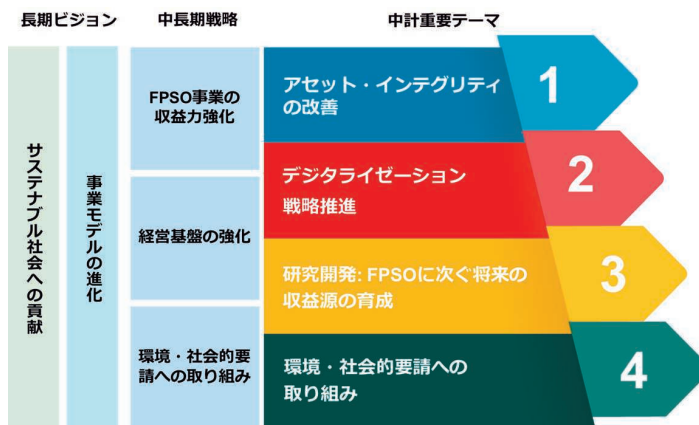 長期ビジョン
中長期戦略
中計重要テーマ
サステナブル社会への貢献
事業モデルの進化
FPSO事業の
収益力強化
経営基盤の強化
環境・社会的要
請への取り組み
アセット・インテグリティ
の改善
1
デジタライゼーション
戦略推進
2
研究開発: FPSOに次ぐ将来の
収益源の育成
3
環境・社会的要請への
取り組み
4